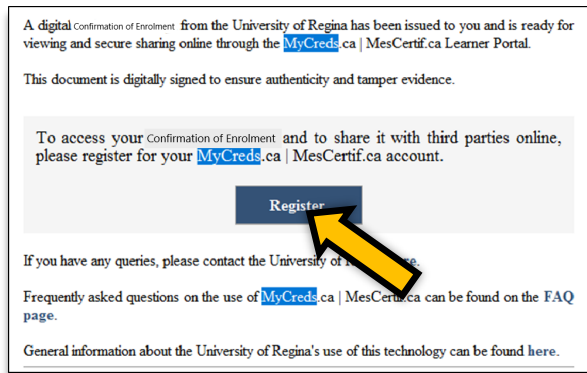 A digital Confirmation of Enrolment from the University of Regina has been issued to you and is ready for
viewing and secure sharing online through the MyCreds.ca | MesCertif.ca Learner Portal.
This document is digitally signed to ensure authenticity and tamper evidence.
To access your Confirmation of Enrolment and to share it with third parties online,
please register for your MyCreds.ca | MesCertif.ca account.
Register
If you have any queries, please contact the University of
Frequently asked questions on the use of MyCreds.ca | MesCertif.ca can be found on the FAQ
page.
General information about the University of Regina's use of this technology can be found here.